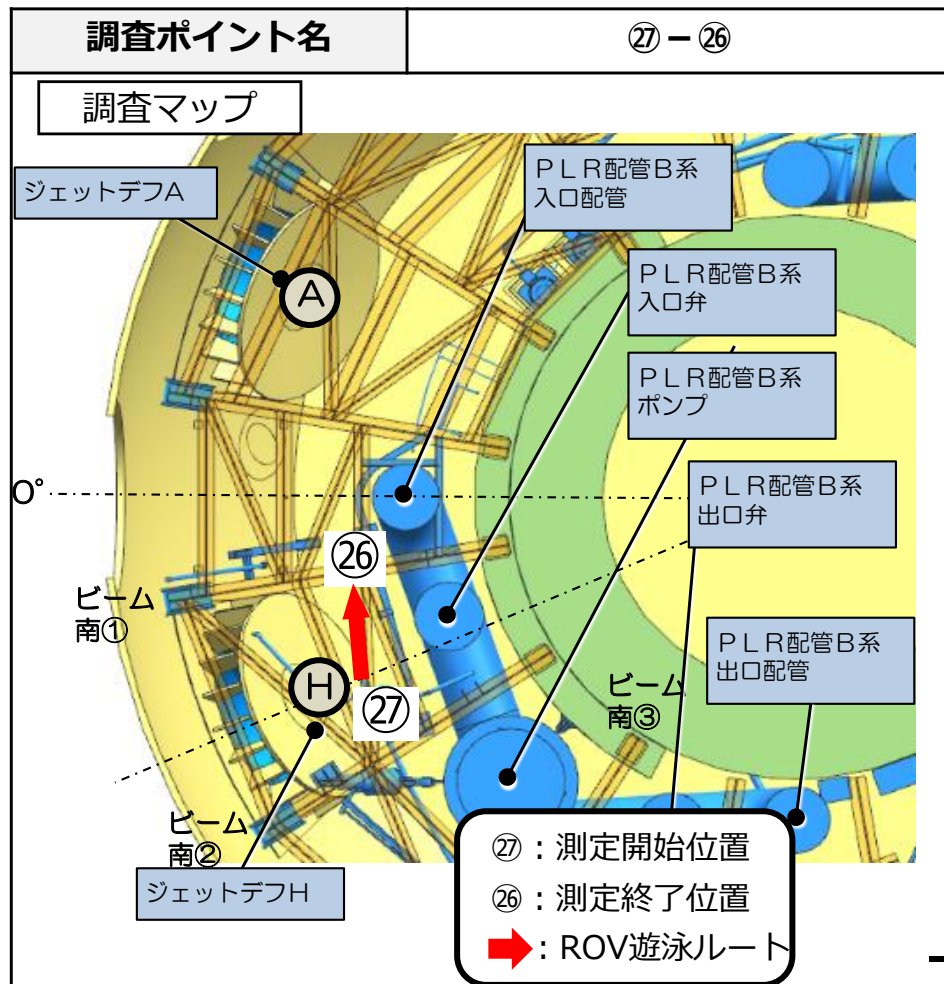 調査ポイント名
㉗－㉖
調査マップ
ジェットデフA
PLR配管B系
入口配管
PLR配管B系
入口弁
A
PLR配管B系
ポンプ
PLR配管B系
出口弁
0°
㉖
ビーム
南①
PLR配管B系
出口配管
H
㉗
ビーム
南③
ビーム
南②
ジェットデフH
㉗：測定開始位置
㉖：測定終了位置
：ROV遊泳ルート